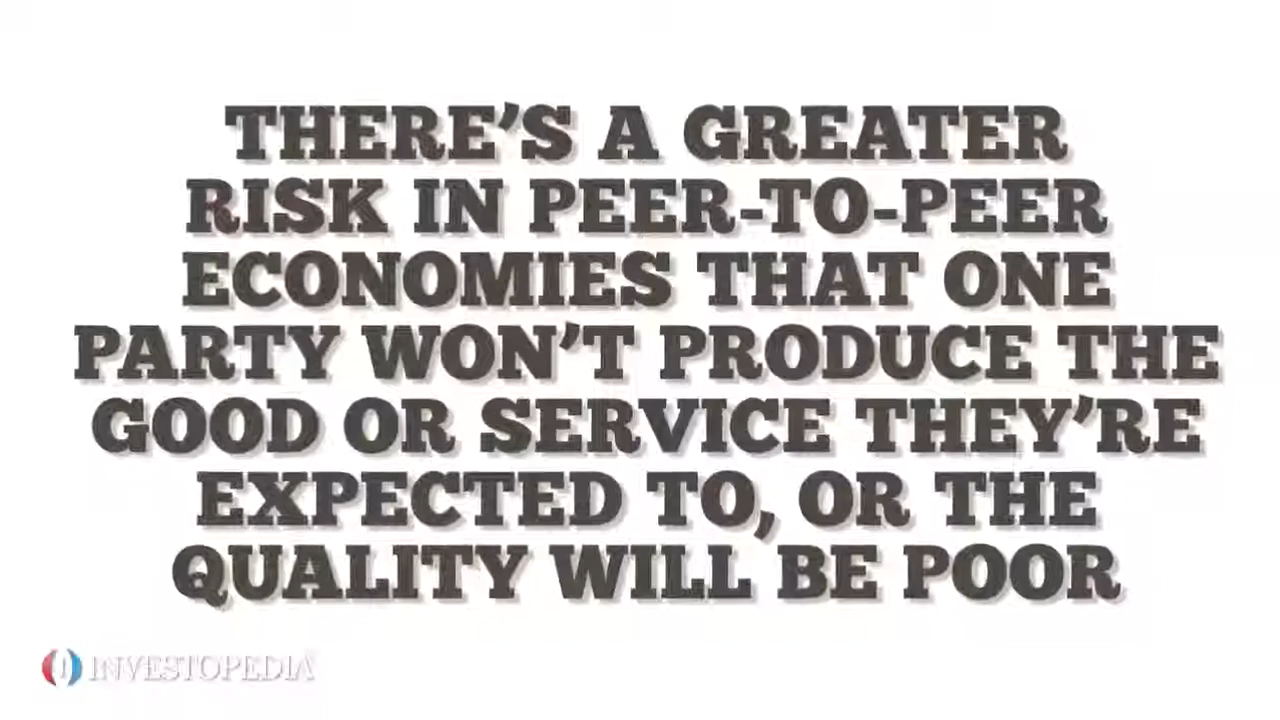 THERE'S A GREATER
RISK IN PEER-TO-PEER
ECONOMIES THAT ONE
PARTY WON'T PRODUCE THE
GOOD OR SERVICE THEY'RE
EXPECTED TO, OR THE
QUALITY WILL BE POOR
INVESTOPEDIA